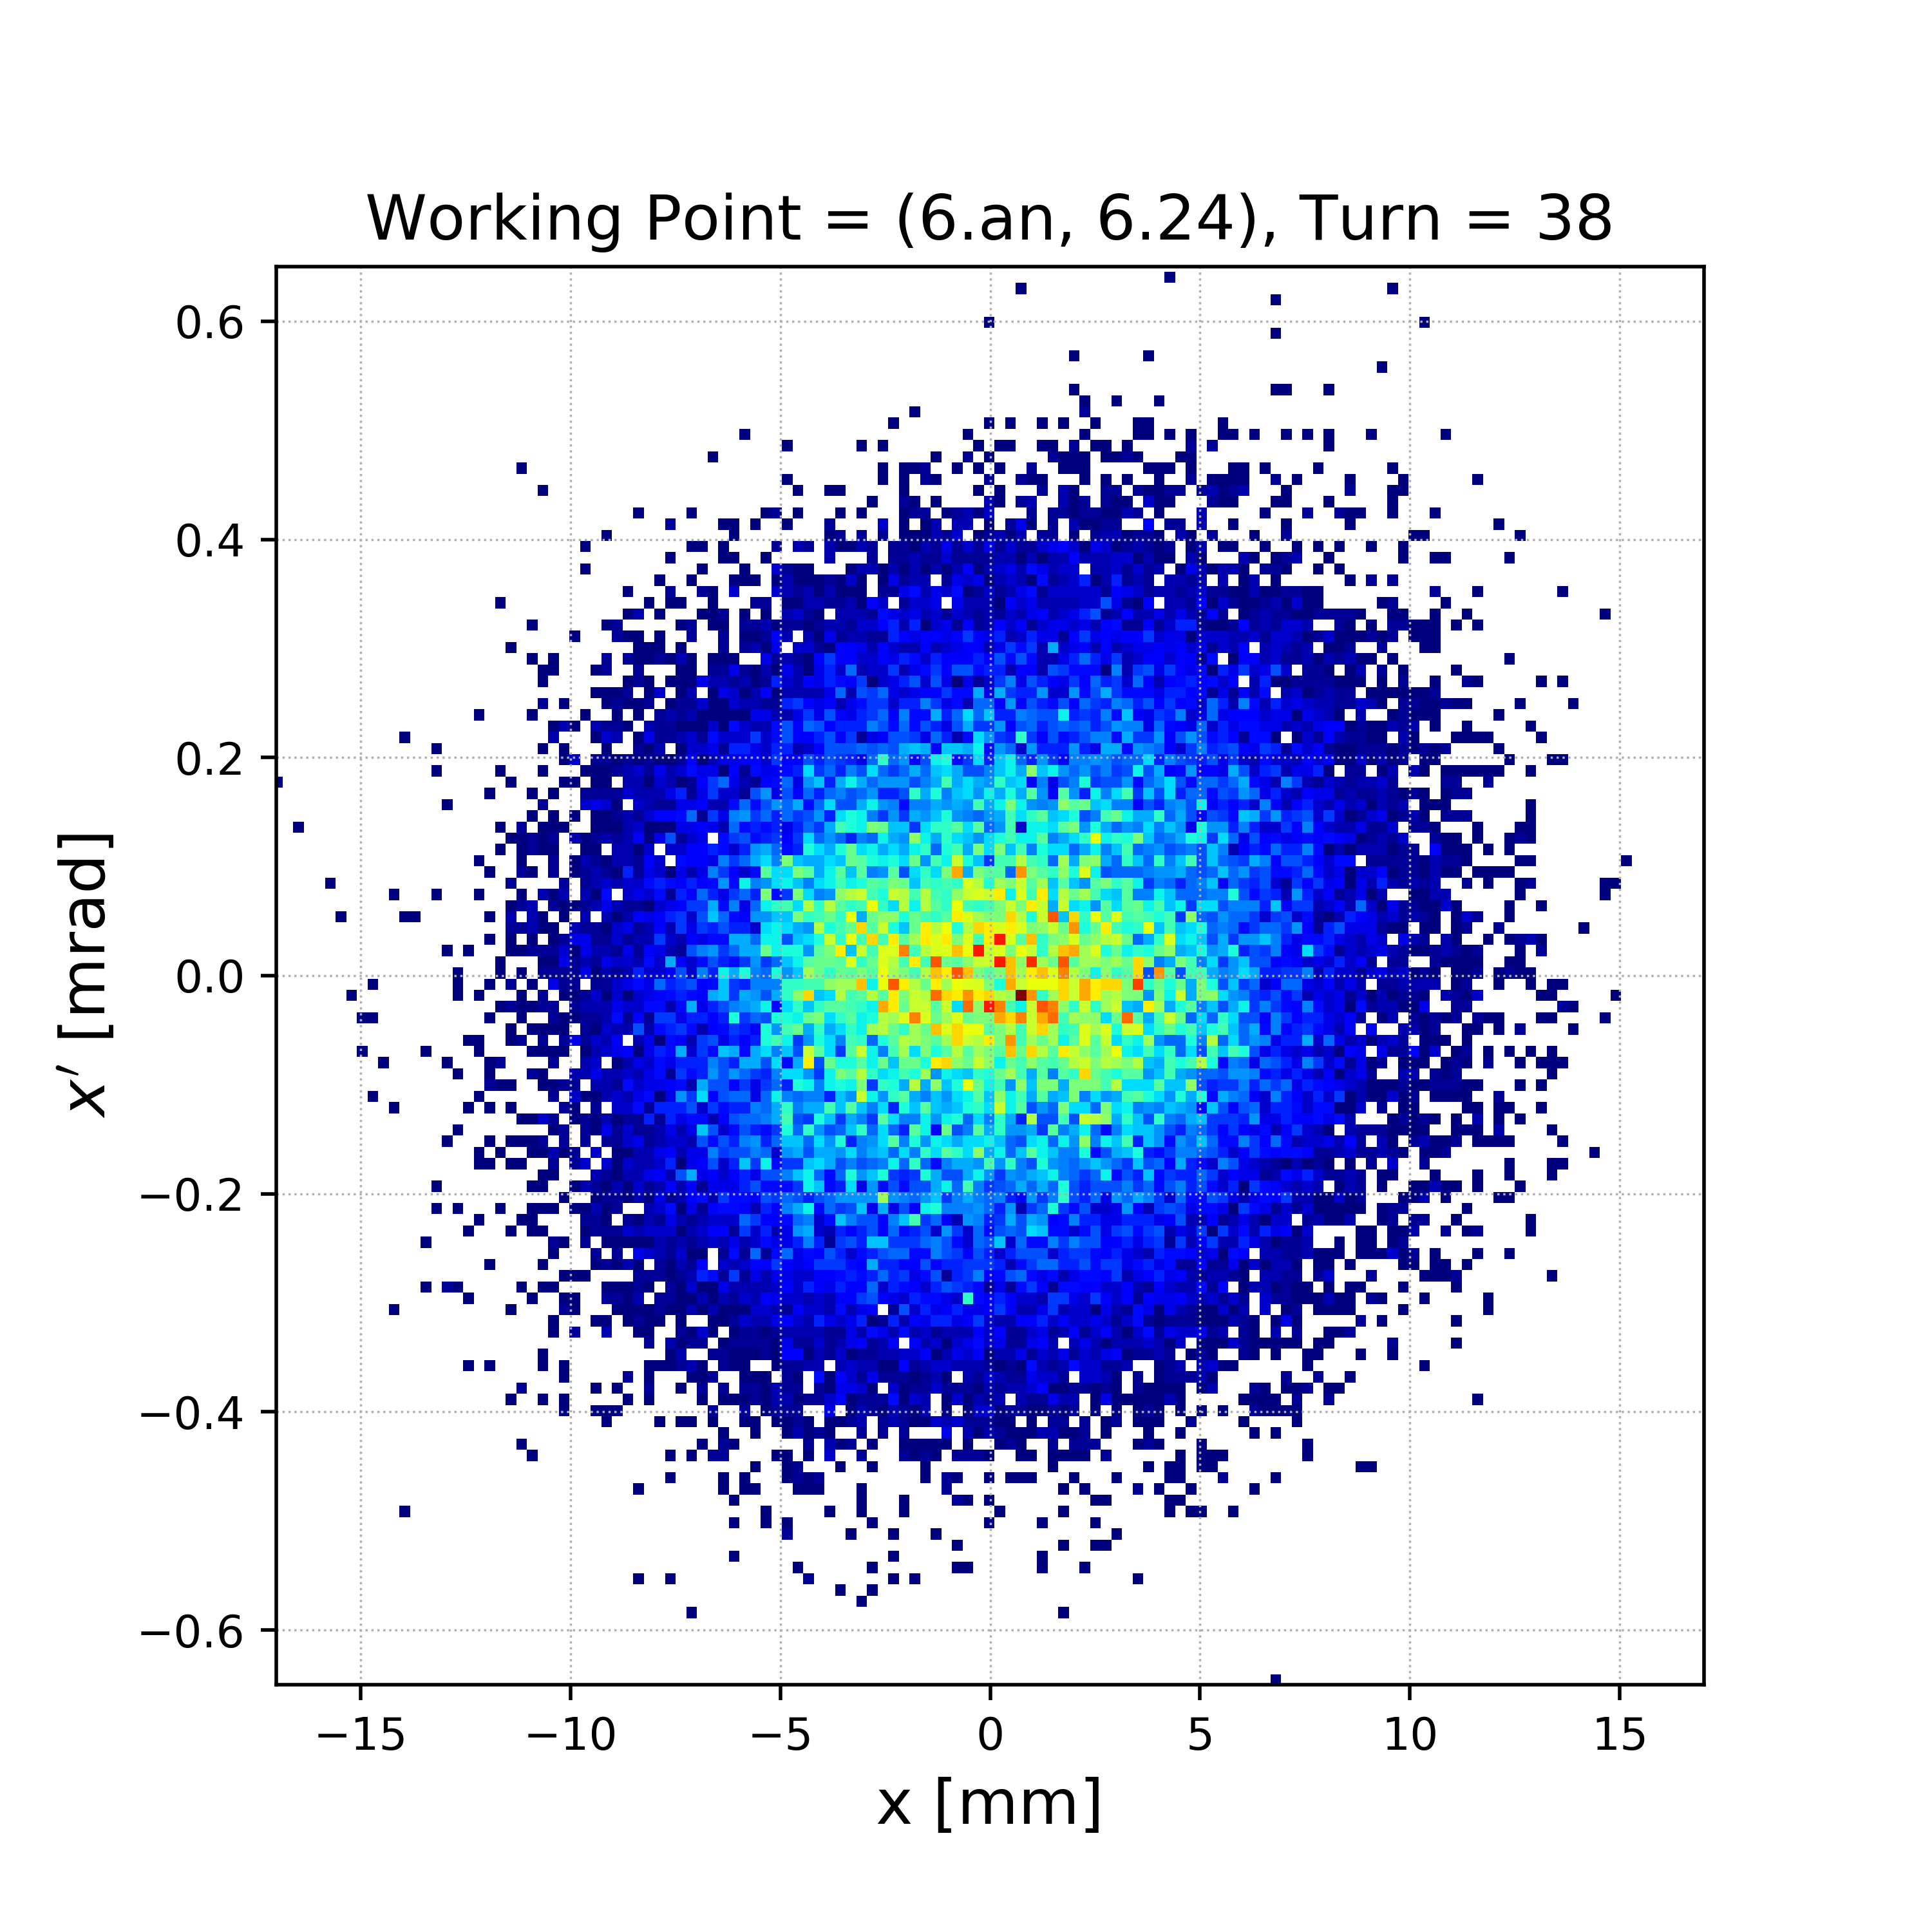 Working Point = (6.an, 6.24), Turn = 38
0.6
0.4
0.2
0.0
−0.2
−0.4
−0.6
x′ [mrad]
−15 −10 −5 0 5 10 15
x [mm]